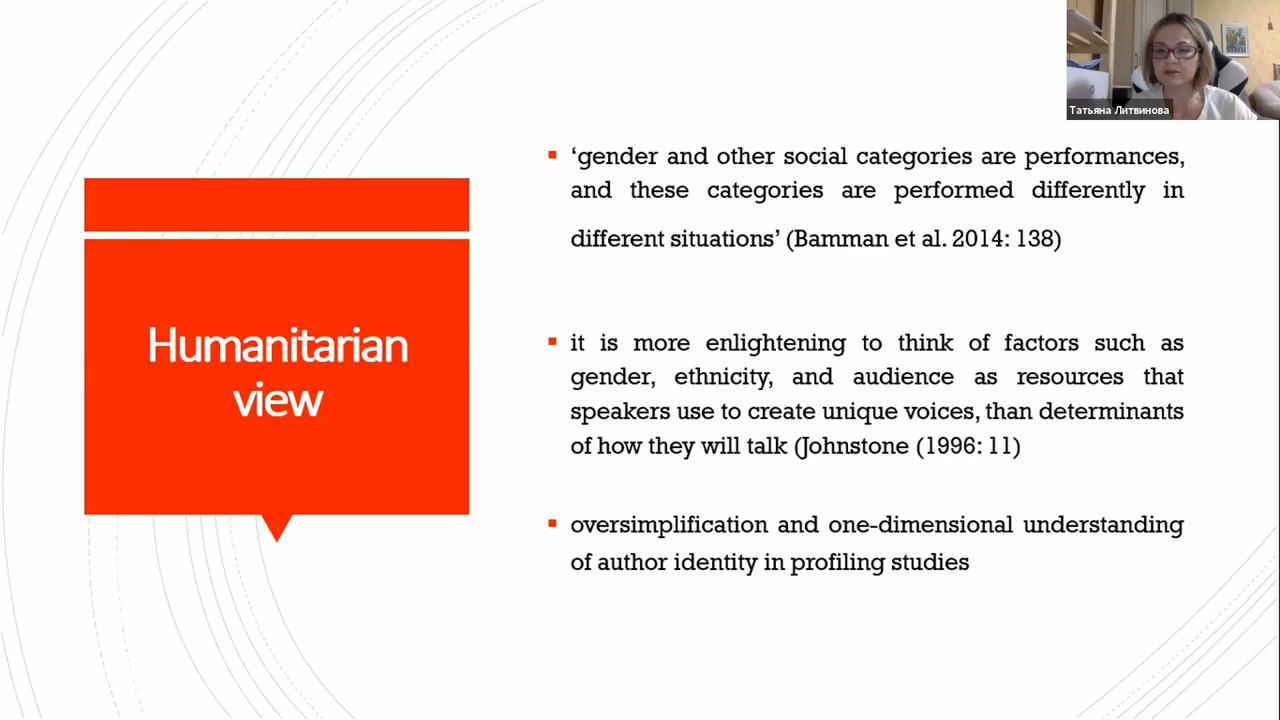 Татьяна Литвинова
Humanitarian
view
▪ ‘gender and other social categories are performances,
and these categories are performed differently in
different situations’ (Bamman et al. 2014: 138)
▪ it is more enlightening to think of factors such as
gender, ethnicity, and audience as resources that
speakers use to create unique voices, than determinants
of how they will talk (Johnstone (1996: 11)
▪ oversimplification and one-dimensional understanding
of author identity in profiling studies